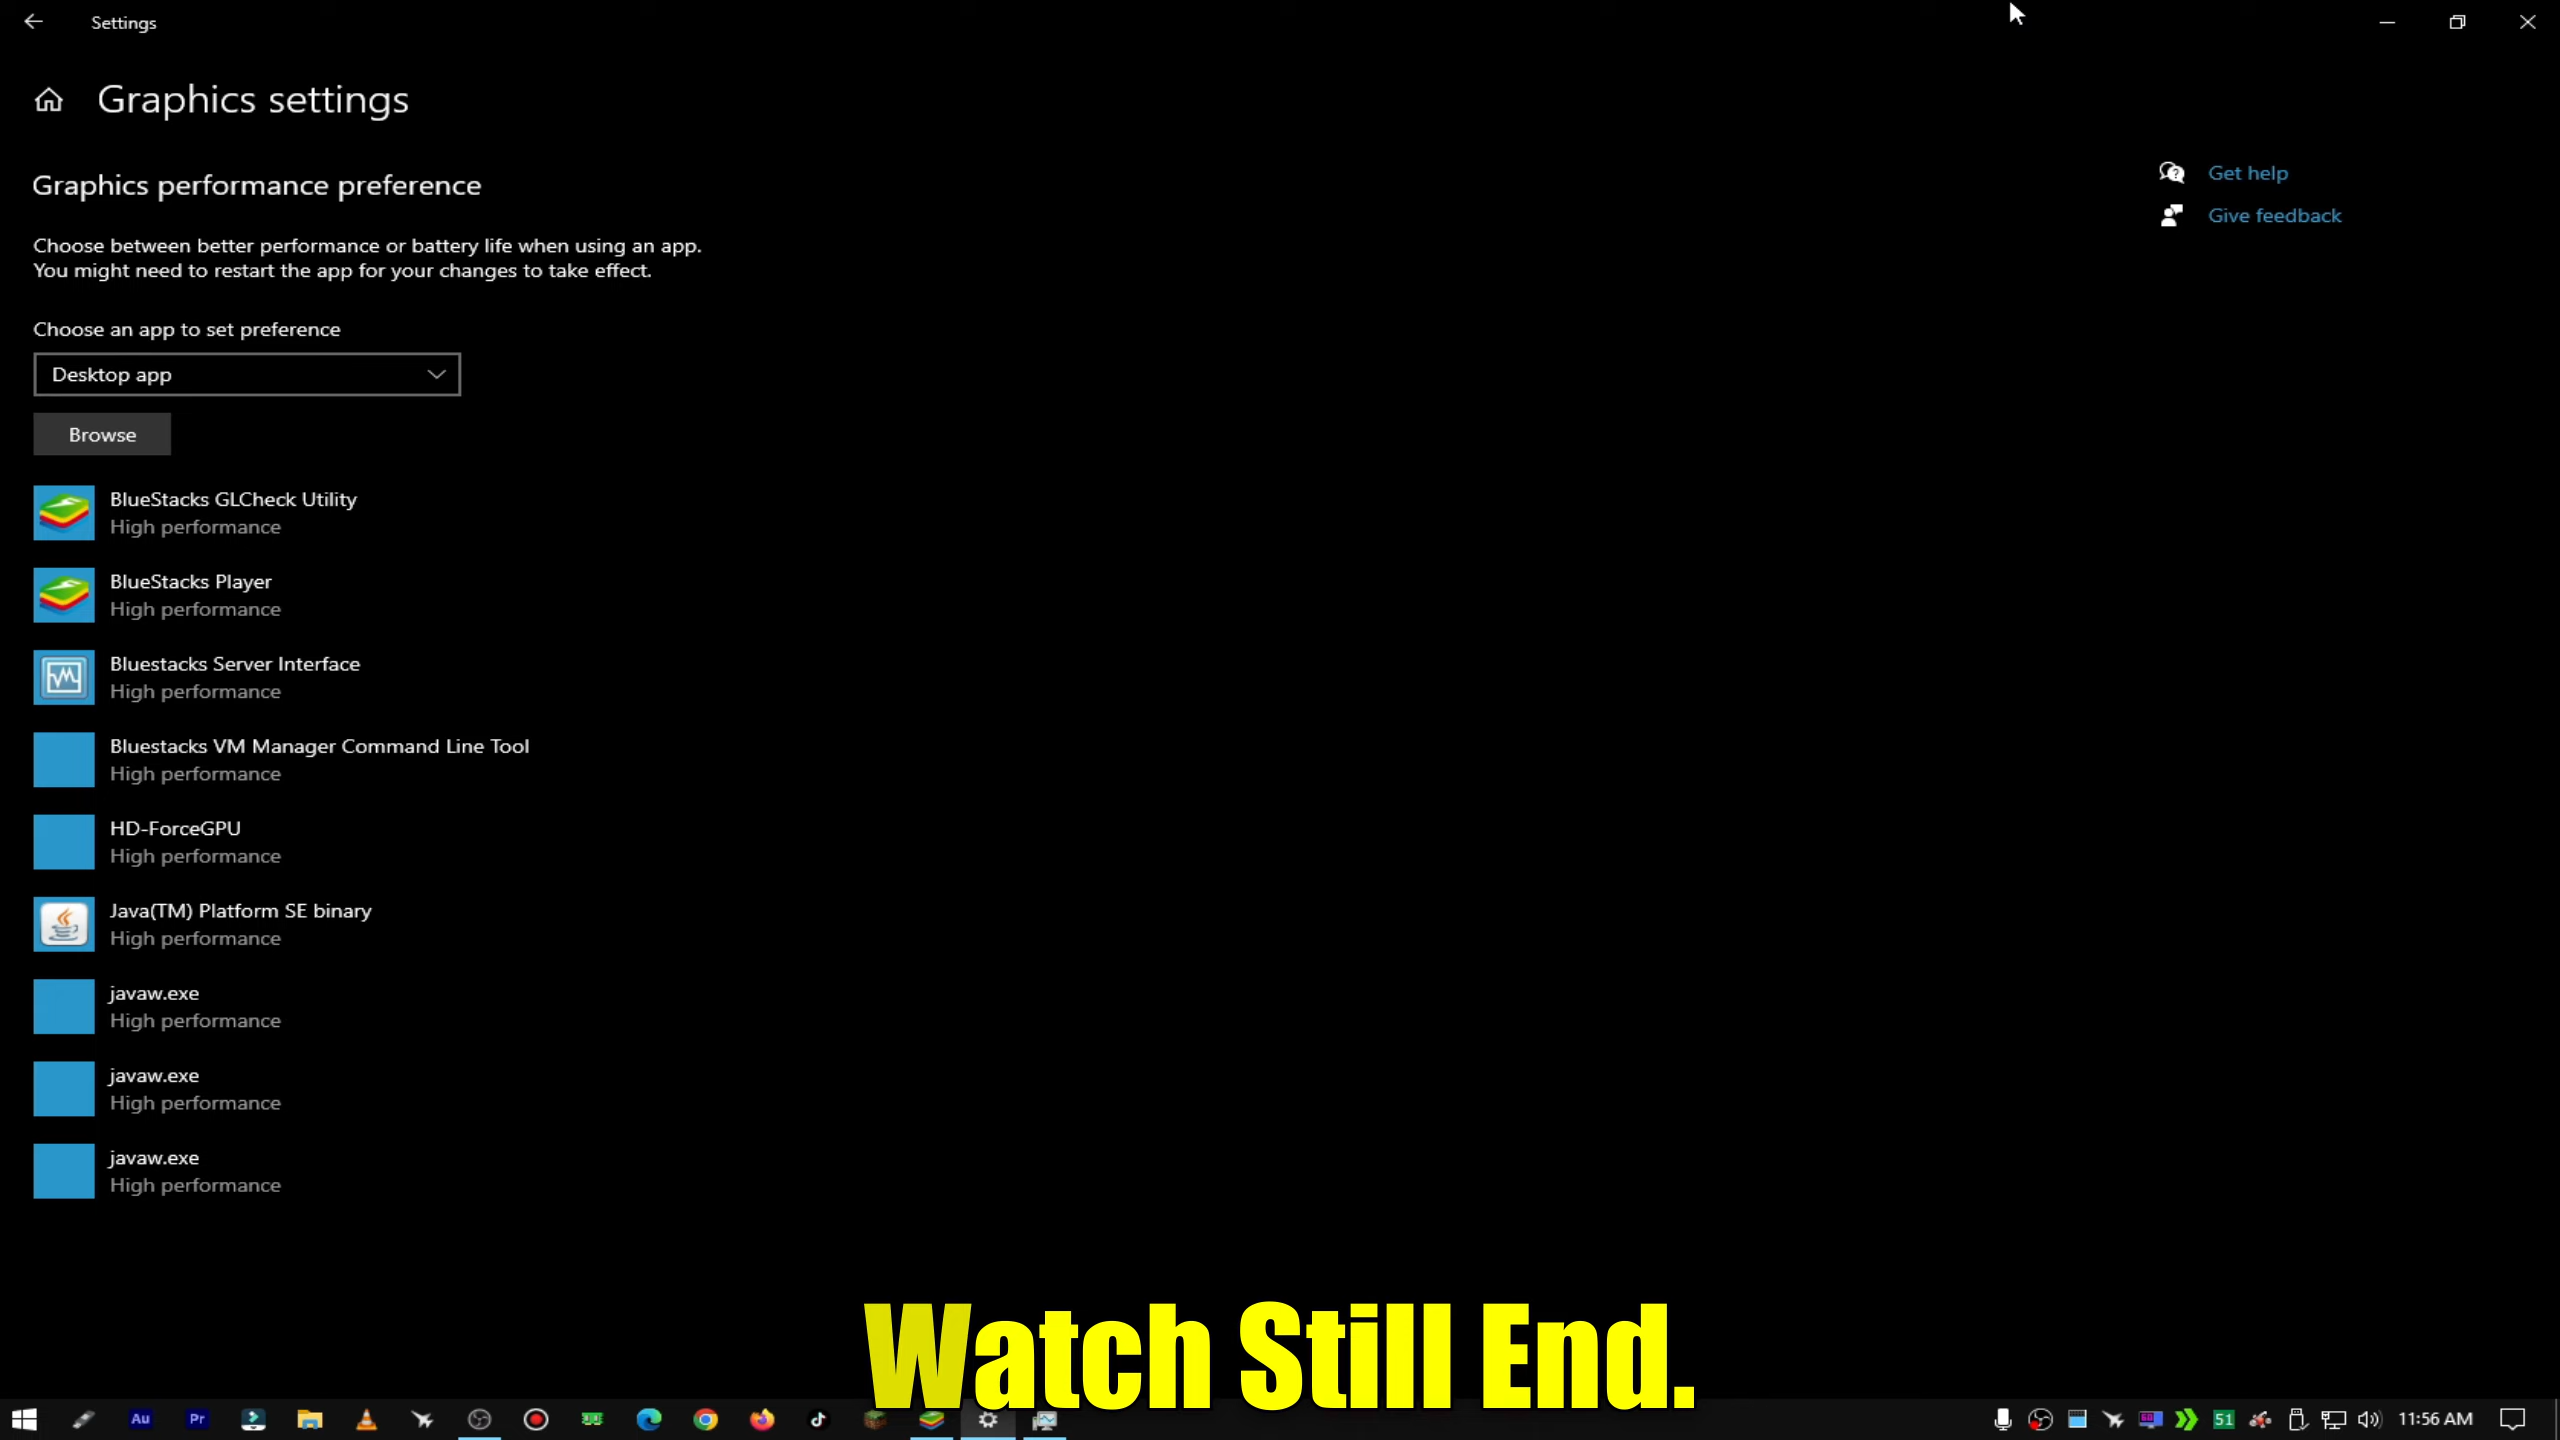 Settings
Graphics settings
Graphics performance preference
Choose between better performance or battery life when using an app.
You might need to restart the app for your changes to take effect.
Choose an app to set preference
Desktop app
Browse
BlueStacks GLCheck Utility
High performance
BlueStacks Player
High performance
Bluestacks Server Interface
High performance
Bluestacks VM Manager Command Line Tool
High performance
HD-ForceGPU
High performance
Java(TM) Platform SE binary
High performance
javaw.exe
High performance
javaw.exe
High performance
javaw.exe
High performance
Get help
Give feedback
Watch Still End.
Au
Pr
51
11:56 AM